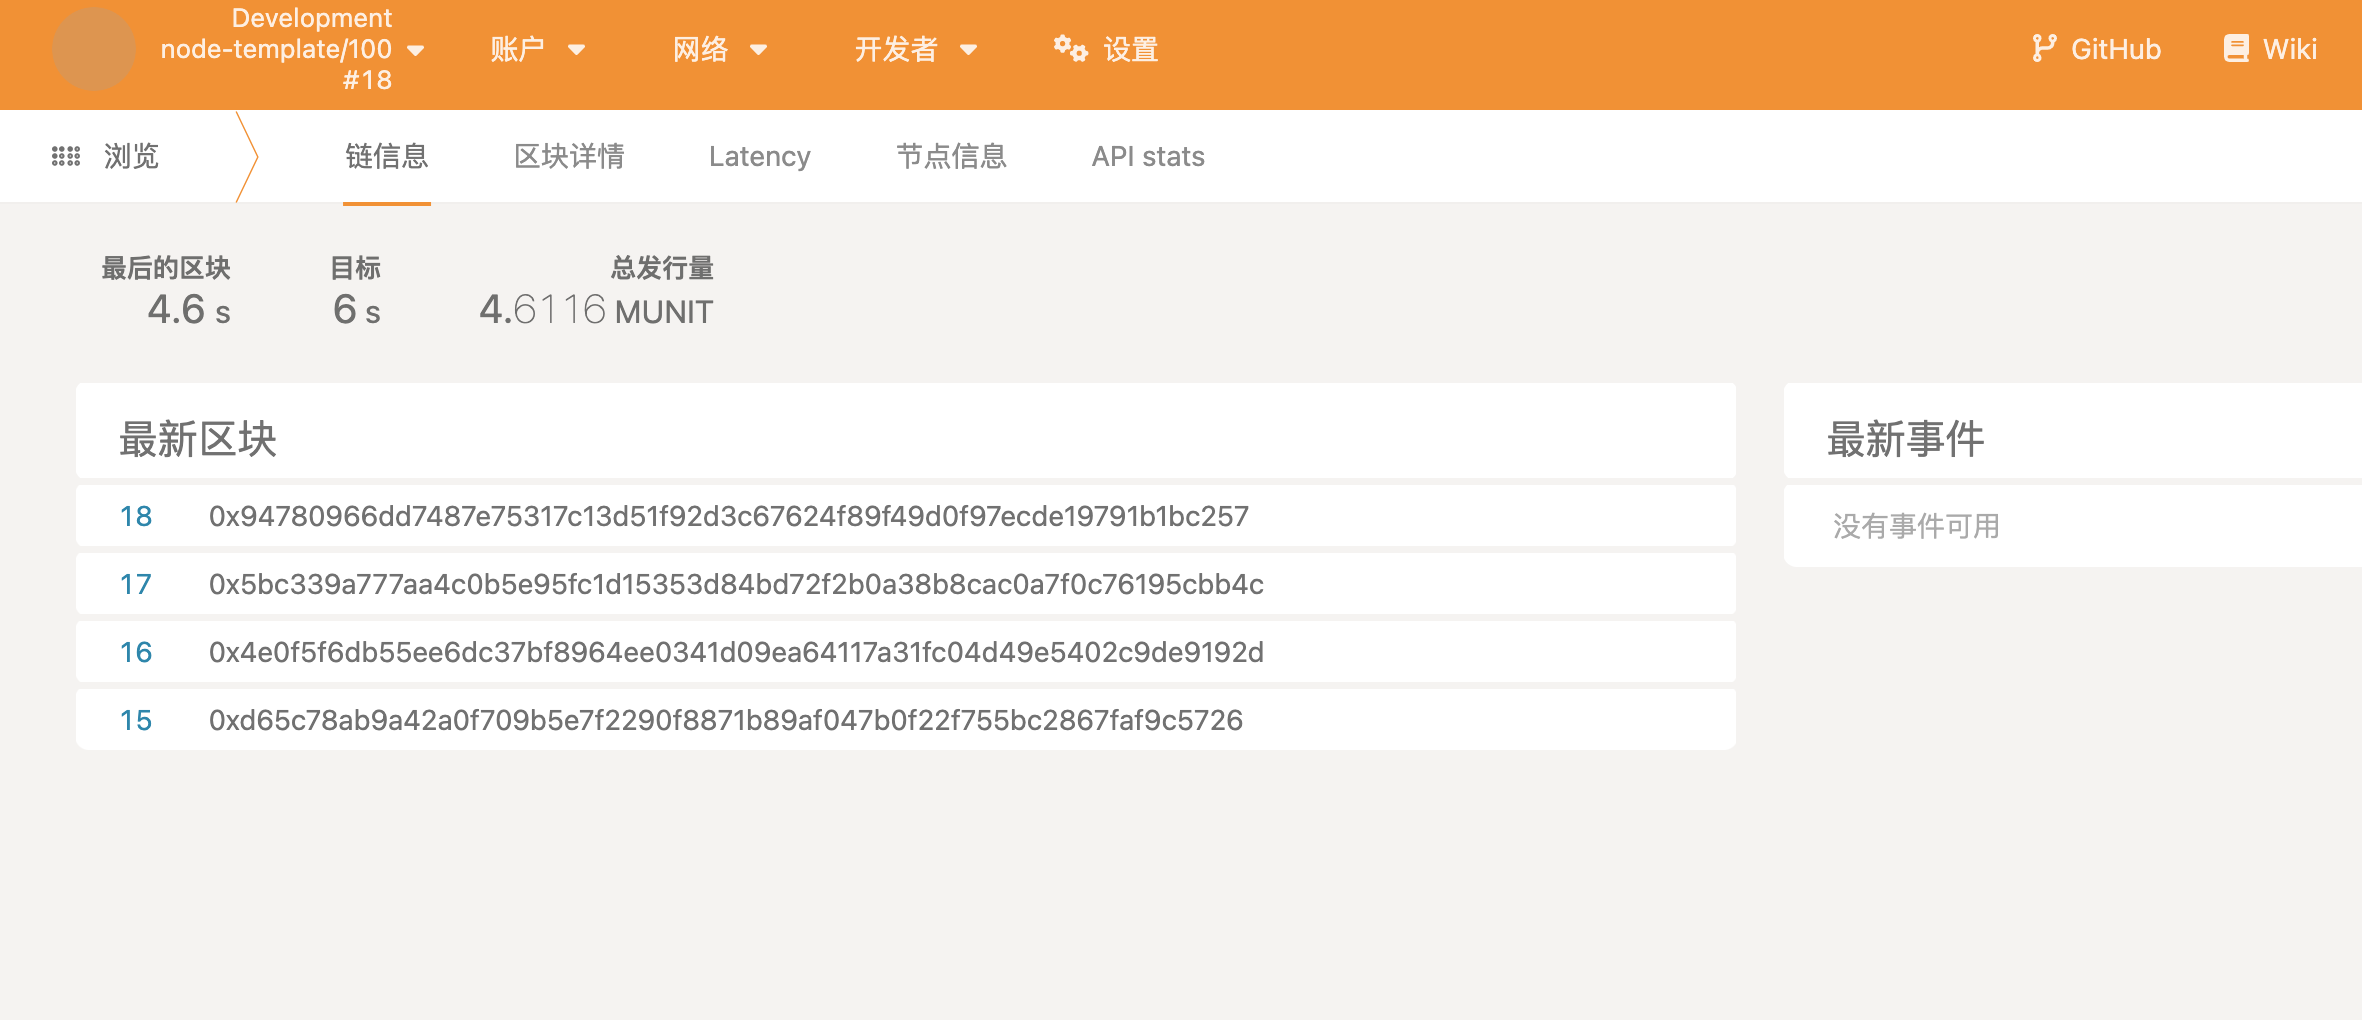 Development
node-template/100
#18
账户
网络
开发者
设置
GitHub
Wiki
浏览
链信息
区块详情
Latency
节点信息
API stats
最后的区块
4.6 s
目标
6 s
总发行量
4.6116 MUNIT
最新区块
18 0x94780966dd7487e75317c13d51f92d3c67624f89f49d0f97ecde19791b1bc257
17 0x5bc339a777aa4c0b5e95fc1d15353d84bd72f2b0a38b8cac0a7f0c76195cbb4c
16 0x4e0f5f6db55ee6dc37bf8964ee0341d09ea64117a31fc04d49e5402c9de9192d
15 0xd65c78ab9a42a0f709b5e7f2290f8871b89af047b0f22f755bc2867faf9c5726
最新事件
没有事件可用